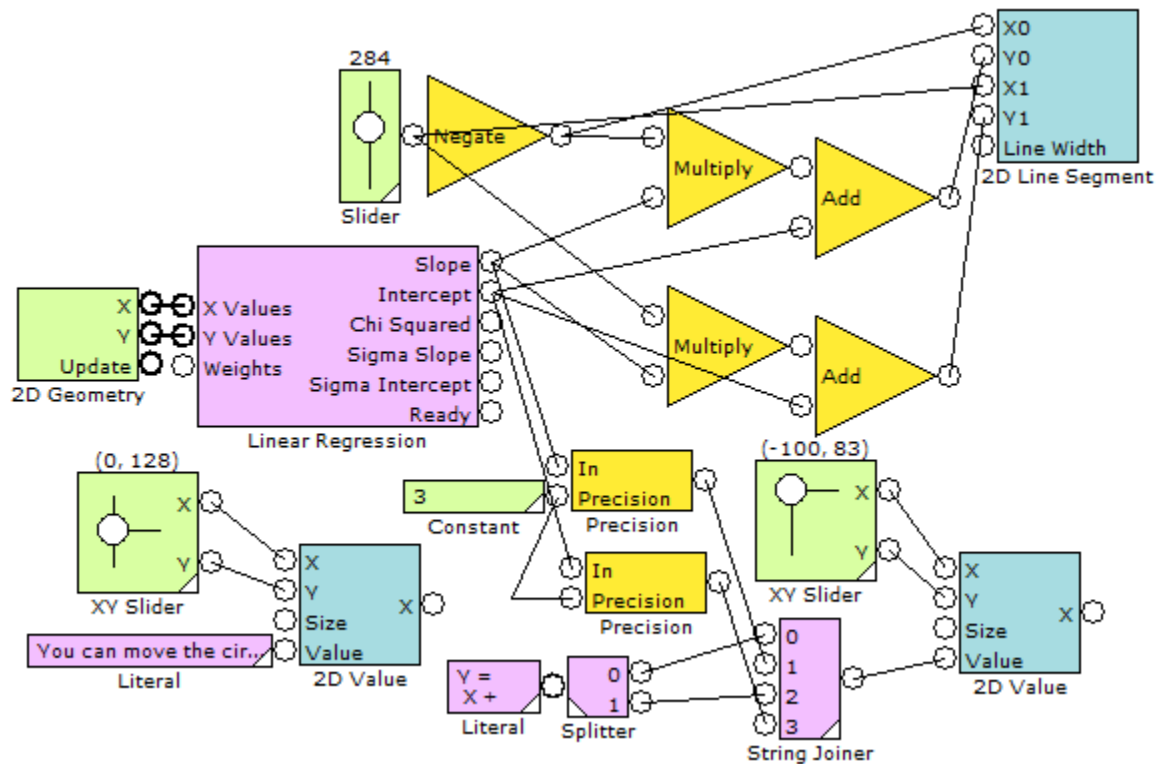 284
Slider
Negate
Multiply
Add
X0
Y0
X1
Y1
Line Width
2D Line Segment
X
Y
Update
2D Geometry
X Values
Y Values
Weights
Slope
Intercept
Chi Squared
Sigma Slope
Sigma Intercept
Ready
Linear Regression
Multiply
Add
(0, 128)
X
Y
XY Slider
You can move the cir...
Literal
X
Y
Size
Value
X
2D Value
3
Constant
In
Precision
Precision
In
Precision
Precision
Y =
X +
Literal
0
1
Splitter
0
1
2
3
String Joiner
(-100, 83)
X
Y
XY Slider
X
Y
Size
Value
X
2D Value